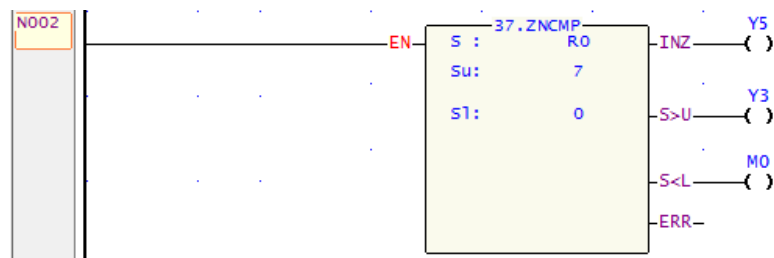 N002
37.ZNCMP
Y5
EN
S : R0
INZ
( )
Su: 7
Y3
Sl: 0
S>U
( )
M0
S<L
( )
ERR